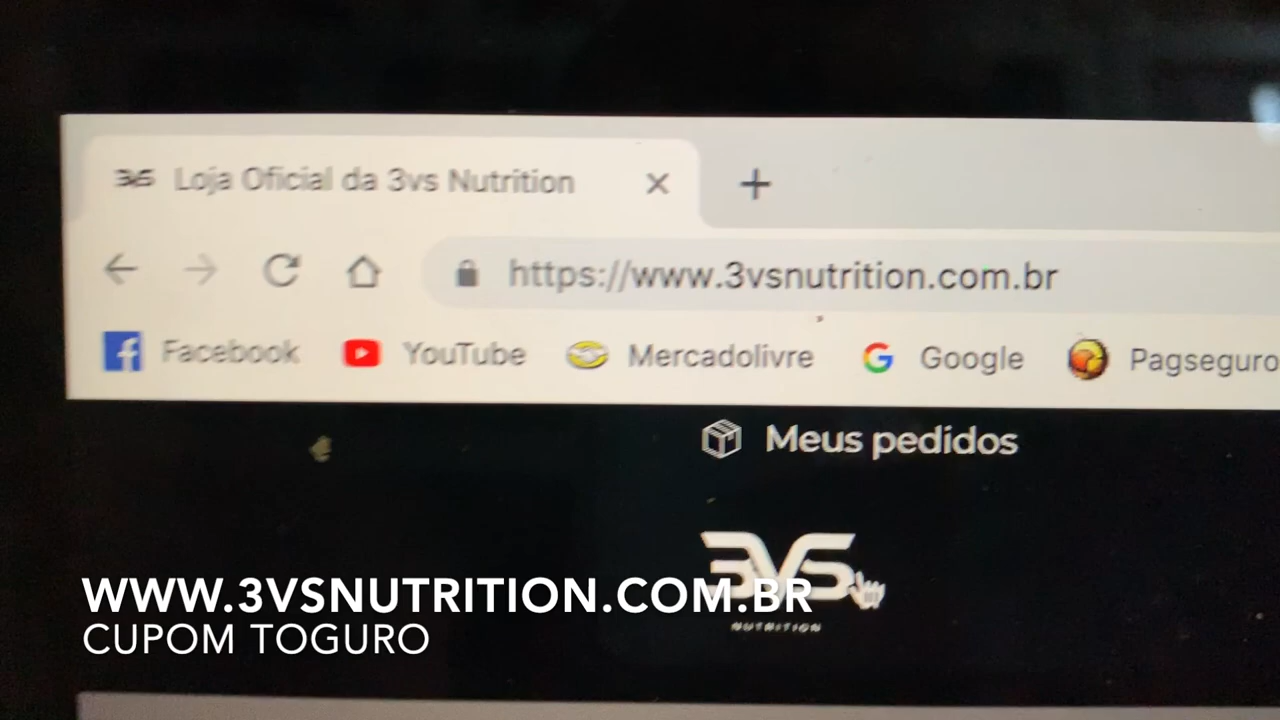 3VS Loja Oficial da 3vs Nutrition
https://www.3vsnutrition.com.br
Facebook YouTube Mercadolivre Google Pagseguro
Meus pedidos
3VS
NUTRITION
WWW.3VSNUTRITION.COM.BR
CUPOM TOGURO